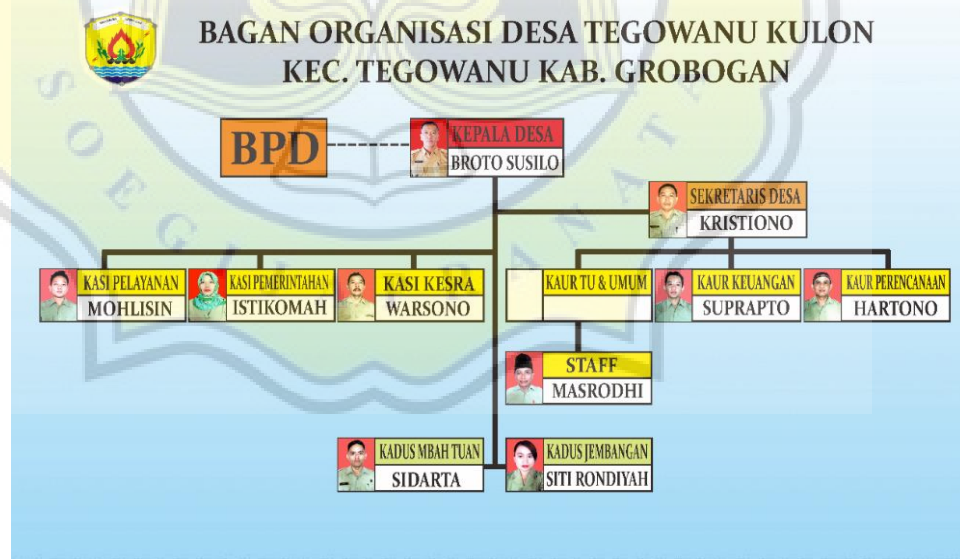 BAGAN ORGANISASI DESA TEGOWANU KULON
KEC. TEGOWANU KAB. GROBOGAN
BPD
KEPALA DESA
BROTO SUSILO
SEKRETARIS DESA
KRISTIONO
KASI PELAYANAN
MOHLISIN
KASI PEMERINTAHAN
ISTIKOMAH
KASI KESRA
WARSONO
KAUR TU & UMUM
KAUR KEUANGAN
SUPRAPTO
KAUR PERENCANAAN
HARTONO
STAFF
MASRODHI
KADUS MBAH TUAN
SIDARTA
KADUS JEMBANGAN
SITI RONDIYAH